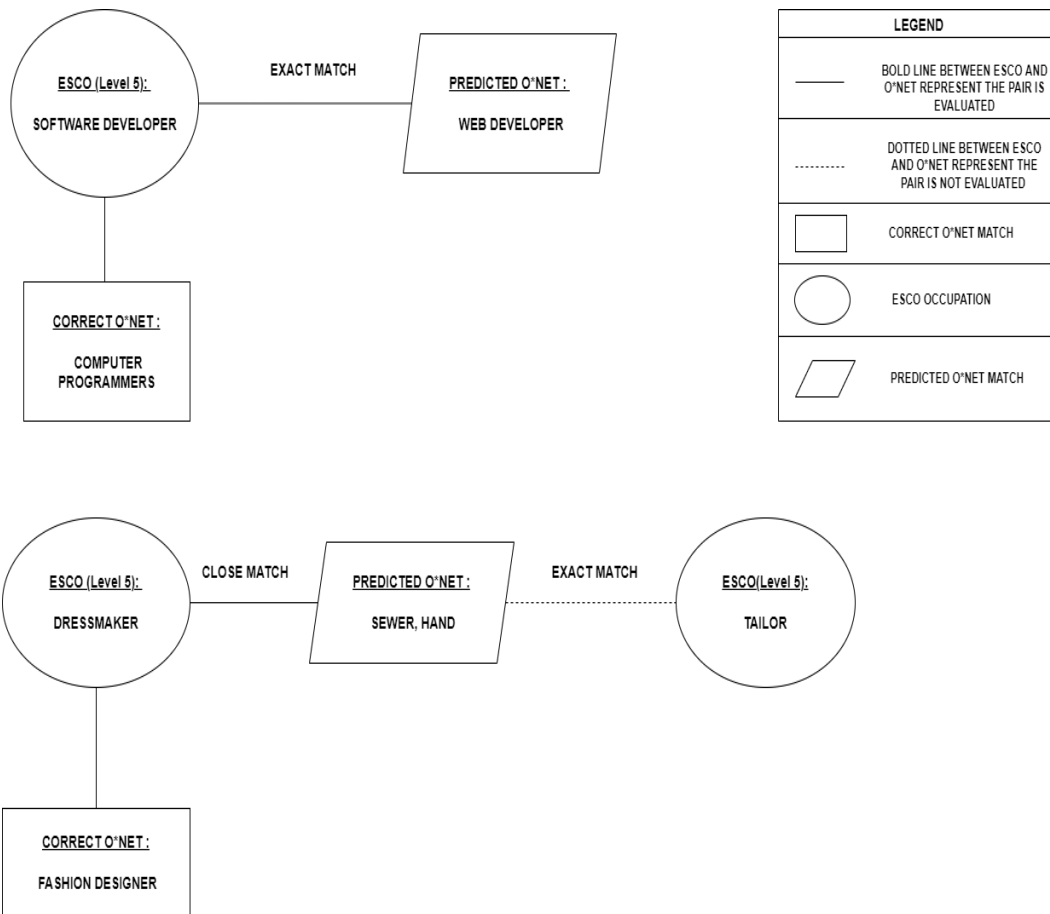 ESCO (Level 5):
SOFTWARE DEVELOPER
EXACT MATCH
PREDICTED O*NET :
WEB DEVELOPER
CORRECT O*NET :
COMPUTER
PROGRAMMERS
LEGEND
BOLD LINE BETWEEN ESCO AND
O*NET REPRESENT THE PAIR IS
EVALUATED
DOTTED LINE BETWEEN ESCO
AND O*NET REPRESENT THE
PAIR IS NOT EVALUATED
CORRECT O*NET MATCH
ESCO OCCUPATION
PREDICTED O*NET MATCH
ESCO (Level 5):
DRESSMAKER
CLOSE MATCH
PREDICTED O*NET :
SEWER, HAND
EXACT MATCH
ESCO(Level 5):
TAILOR
CORRECT O*NET :
FASHION DESIGNER